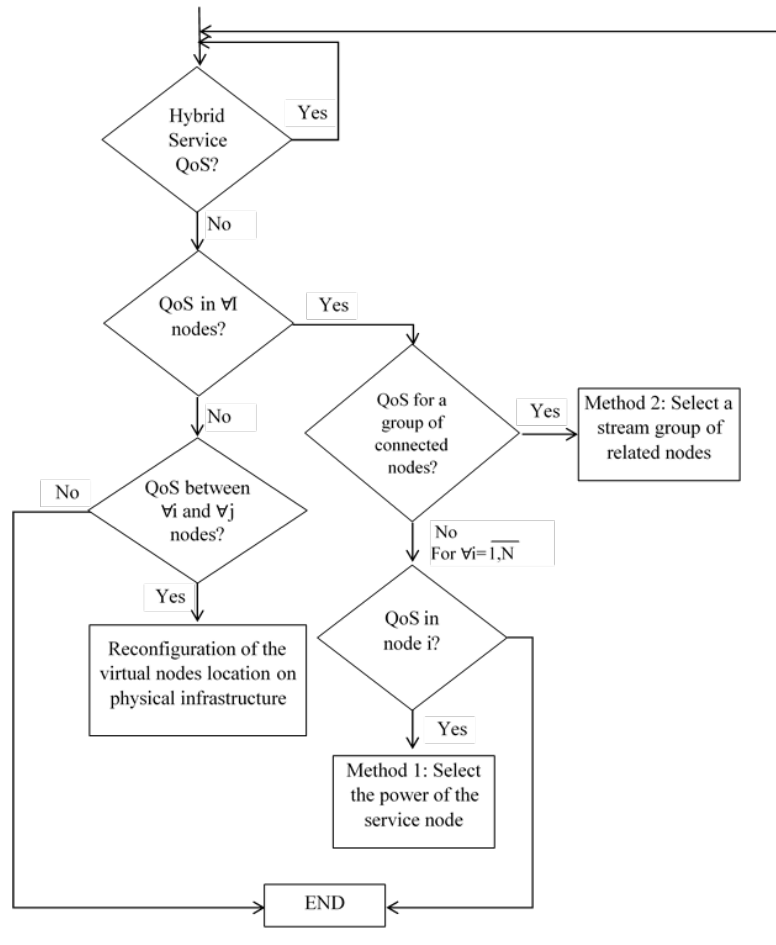 Hybrid
Service
QoS?
Yes
No
QoS in ∀I
nodes?
Yes
No
QoS for a
group of
connected
nodes?
Yes
Method 2: Select a
stream group of
related nodes
No
QoS between
∀i and ∀j
nodes?
Yes
No
For ∀i=1,N
QoS in
node i?
Reconfiguration of the
virtual nodes location on
physical infrastructure
Yes
Method 1: Select
the power of the
service node
END